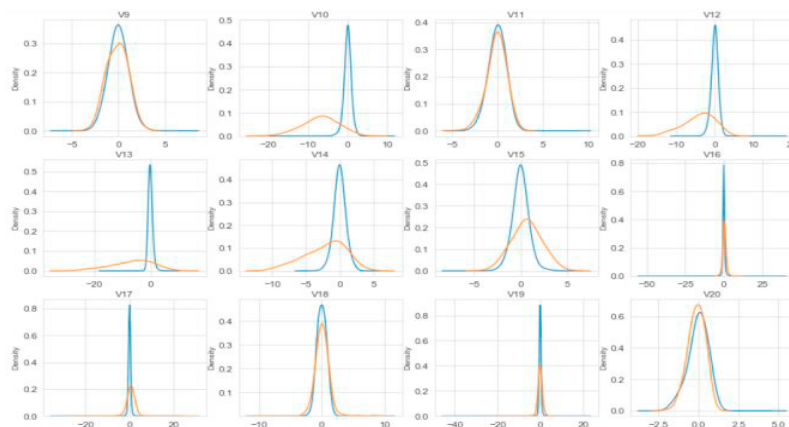 V9 V10 V11 V12
Density 0.3 0.2 0.1 0.0 -5 0 5
Density 0.5 0.4 0.3 0.2 0.1 0.0 -20 -10 0 10
Density 0.4 0.3 0.2 0.1 0.0 -5 0 5 10
Density 0.4 0.3 0.2 0.1 0.0 -20 -10 0 10 20
V13 V14 V15 V16
Density 0.5 0.4 0.3 0.2 0.1 0.0 -20 0
Density 0.4 0.3 0.2 0.1 0.0 -10 -5 0 5
Density 0.5 0.4 0.3 0.2 0.1 0.0 -5 0 5
Density 0.8 0.6 0.4 0.2 0.0 -50 -25 0 25
V17 V18 V19 V20
Density 0.8 0.6 0.4 0.2 0.0 -20 0 20
Density 0.4 0.3 0.2 0.1 -10 0 10
Density 0.8 0.6 0.4 0.2 0.0 -40 -20 0 20
Density 0.6 0.4 0.2 0.0 -2.5 0.0 2.5 5.0